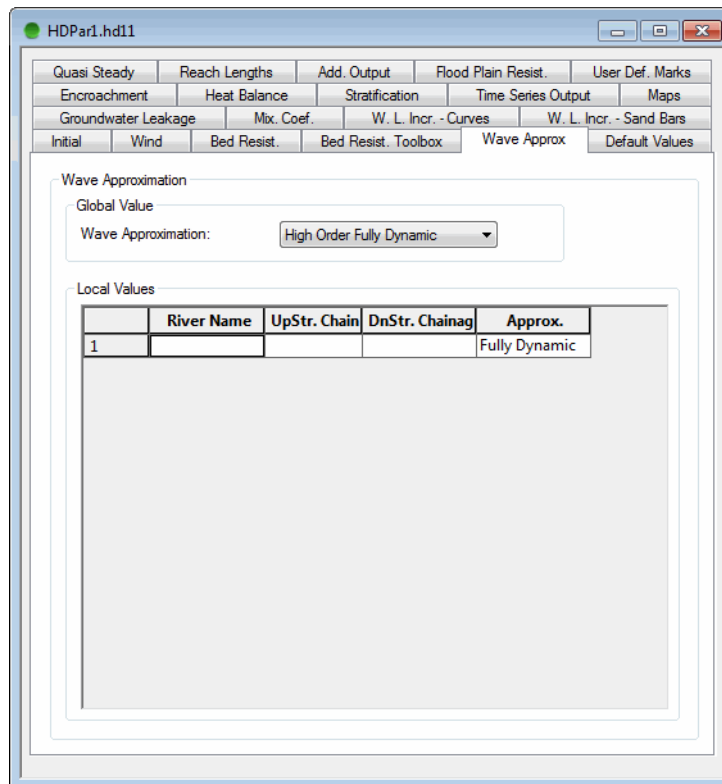 HDPar1.hd11
Quasi Steady Reach Lengths Add. Output Flood Plain Resist. User Def. Marks
Encroachment Heat Balance Stratification Time Series Output Maps
Groundwater Leakage Mix. Coef. W. L. Incr. - Curves W. L. Incr. - Sand Bars
Initial Wind Bed Resist. Bed Resist. Toolbox Wave Approx Default Values
Wave Approximation
Global Value
Wave Approximation: High Order Fully Dynamic
Local Values
River Name UpStr. Chain DnStr. Chainag Approx.
1 Fully Dynamic